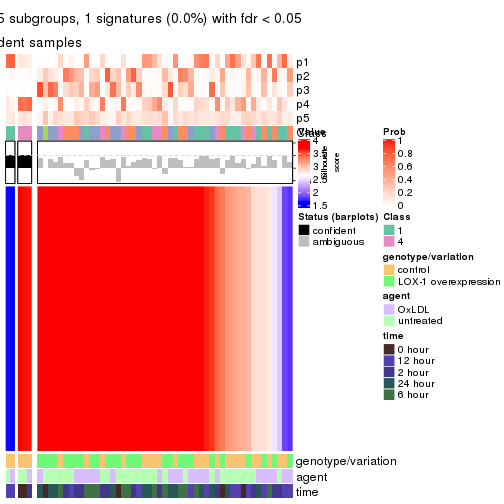 5 subgroups, 1 signatures (0.0%) with fdr < 0.05
dent samples
p1
p2
p3
p4
p5
Class
Silhouette
score
Value
4
3.5
3
2.5
2
1.5
Prob
1
0.8
0.6
0.4
0.2
0
Status (barplots)
confident
ambiguous
Class
1
4
genotype/variation
control
LOX-1 overexpression
agent
OxLDL
untreated
time
0 hour
12 hour
2 hour
24 hour
6 hour
genotype/variation
agent
time